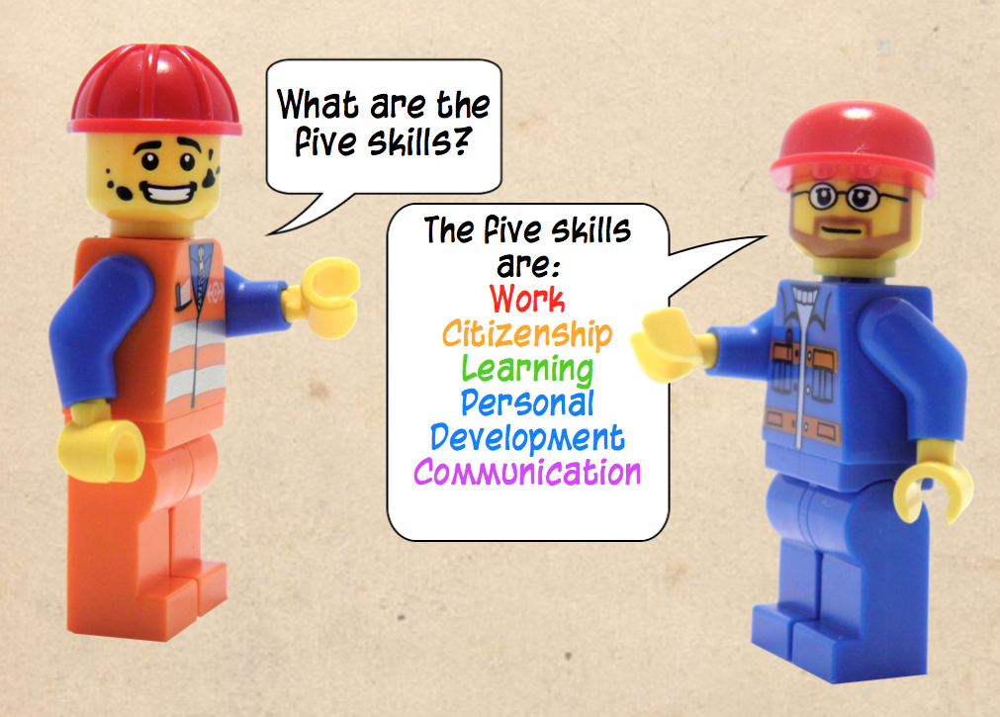 What are the
five skills?
The five skills
are:
Work
Citizenship
Learning
Personal
Development
Communication